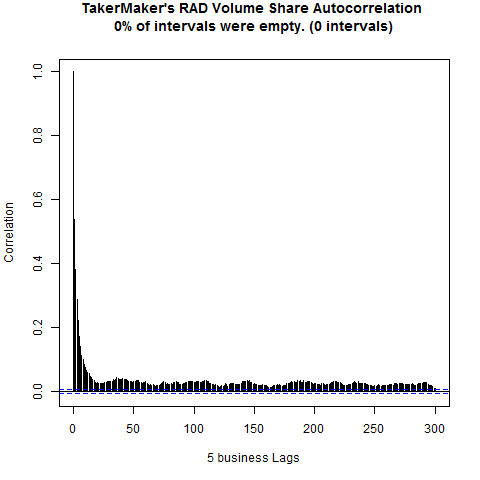 TakerMaker's RAD Volume Share Autocorrelation
0% of intervals were empty. (0 intervals)
Correlation
1.0
0.8
0.6
0.4
0.2
0.0
0 50 100 150 200 250 300
5 business Lags